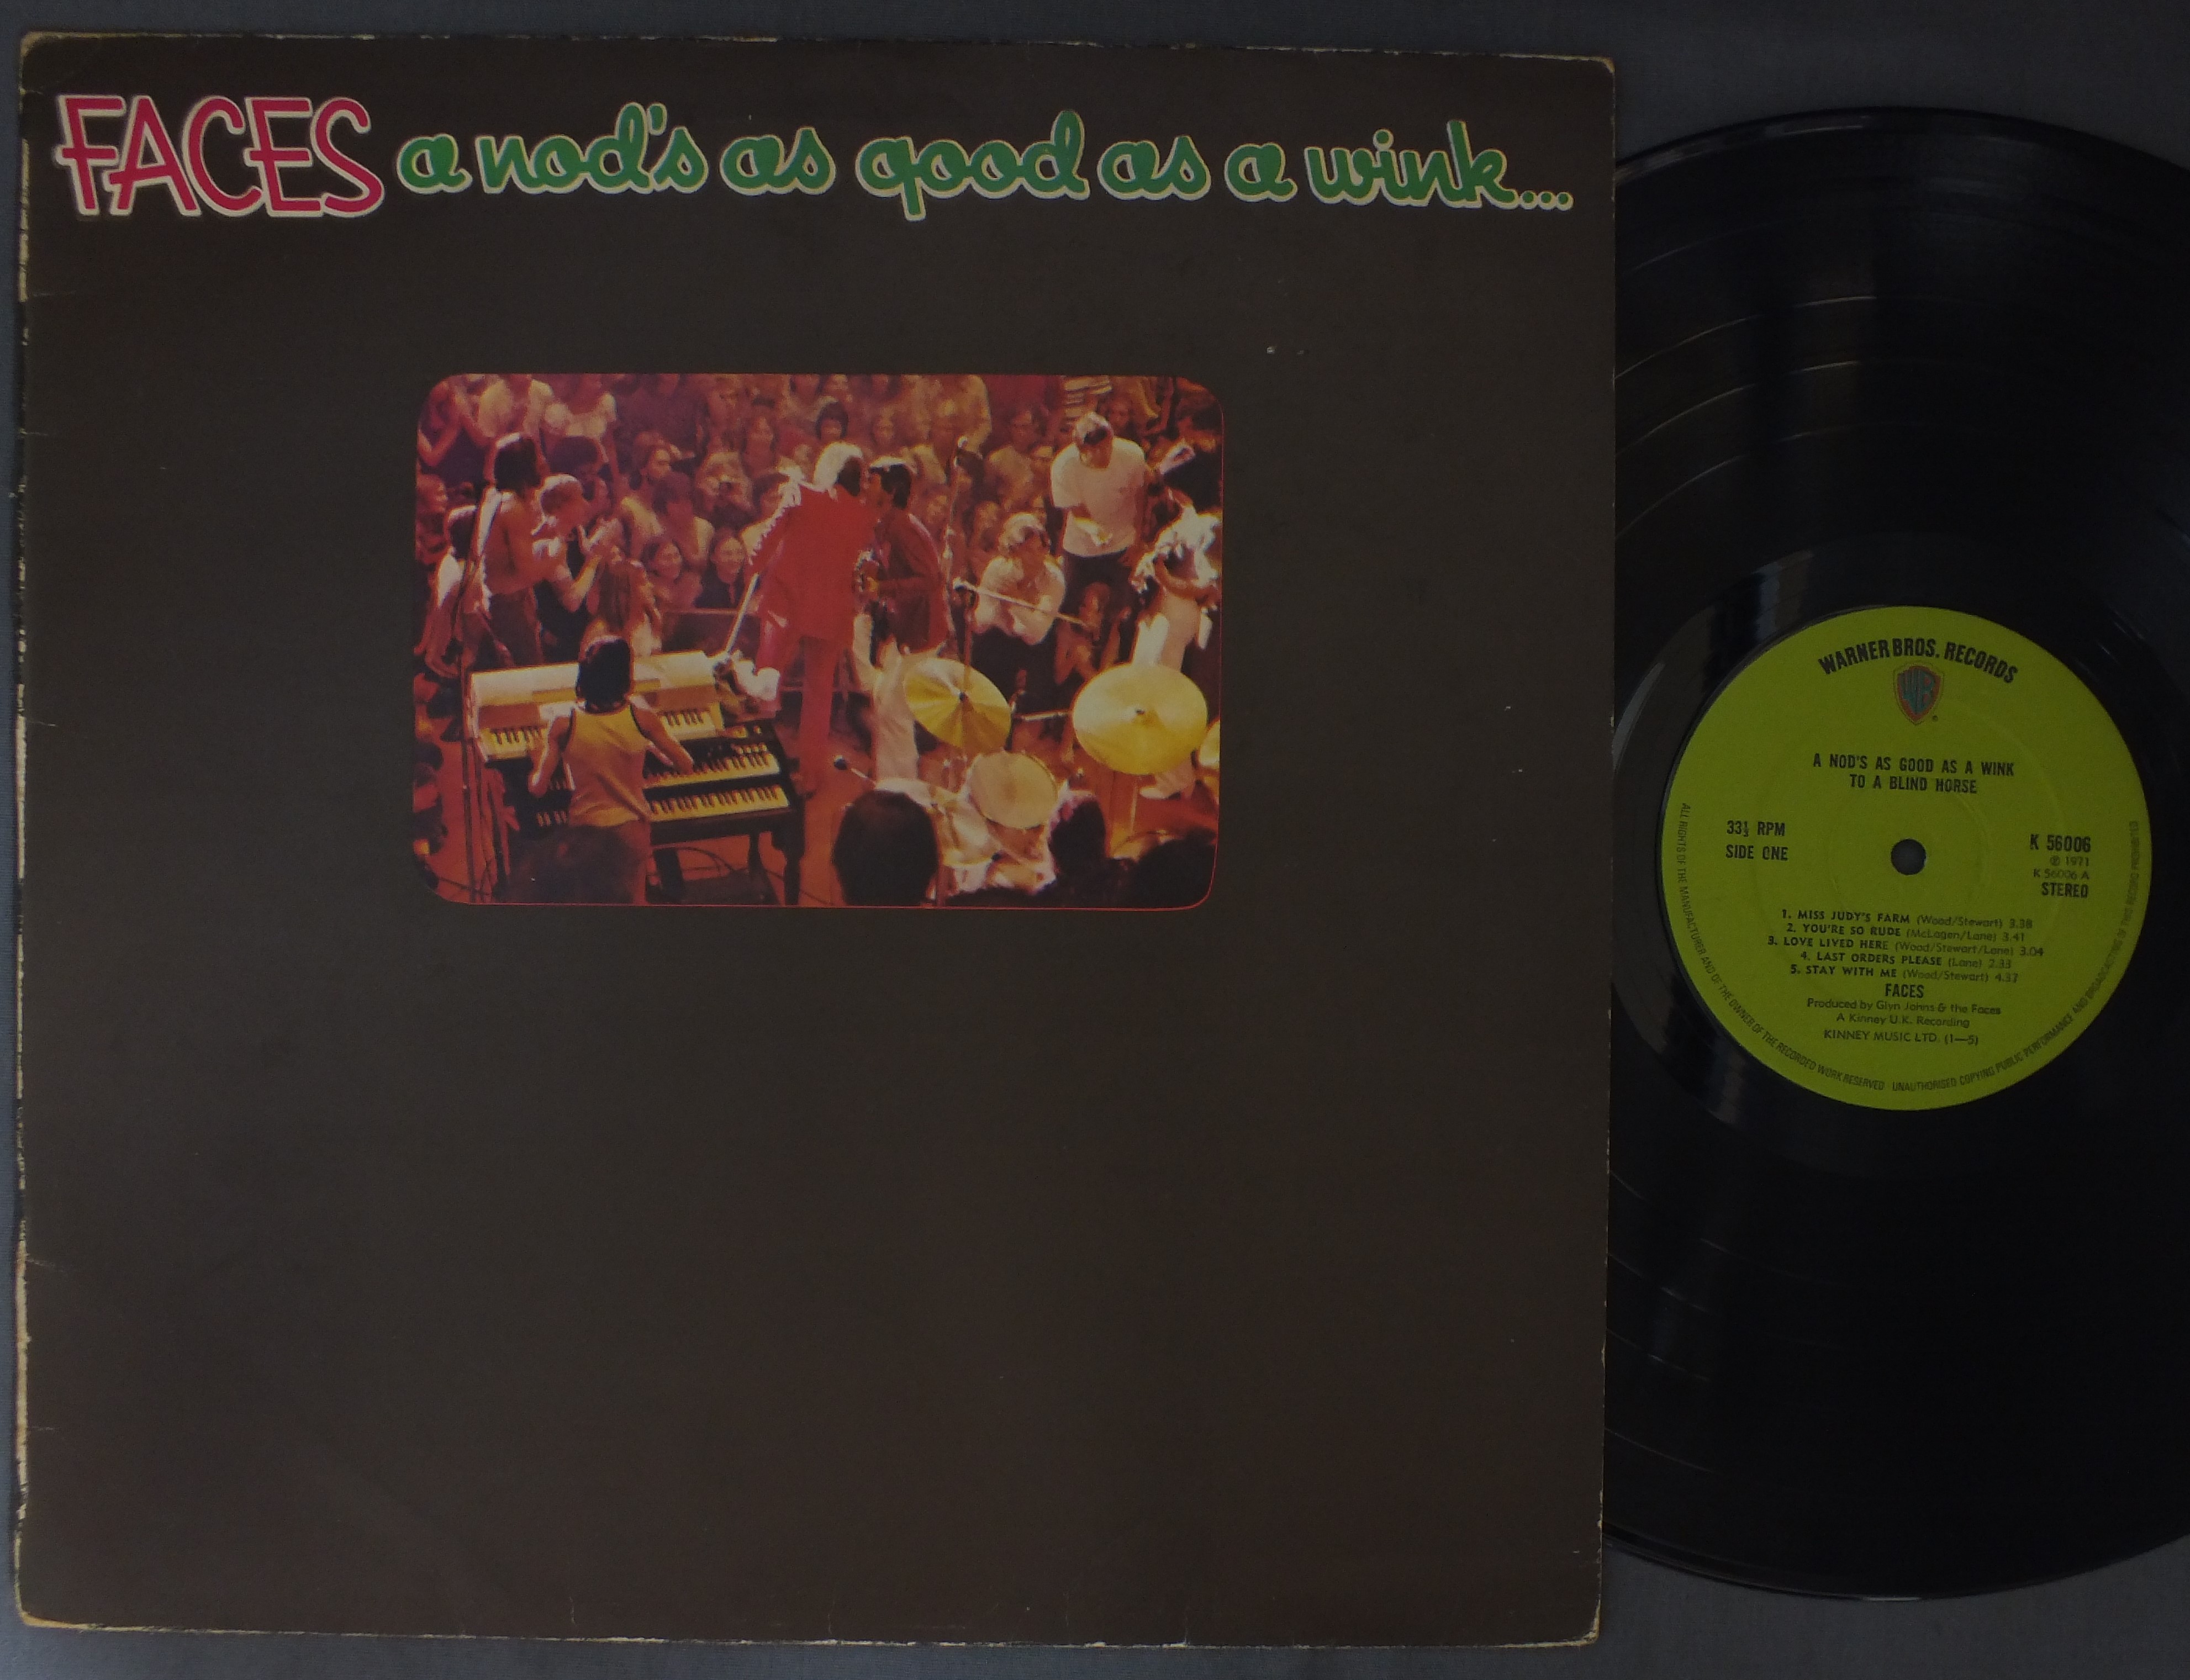 FACES a nod's as good as a wink....
WARNER BROS. RECORDS
WB
®
A NOD'S AS GOOD AS A WINK
TO A BLIND HORSE
33⅓ RPM
SIDE ONE
K 56006
℗ 1971
K 56006 A
STEREO
1. MISS JUDY'S FARM (Wood/Stewart) 3.38
2. YOU'RE SO RUDE (McLagen/Lane) 3.41
3. LOVE LIVED HERE (Wood/Stewart/Lane) 3.04
4. LAST ORDERS PLEASE (Lane) 2.33
5. STAY WITH ME (Wood/Stewart) 4.37
FACES
Produced by Glyn Johns & the Faces
A Kinney U.K. Recording
KINNEY MUSIC LTD. (1—5)
ALL RIGHTS OF THE MANUFACTURER AND OF THE OWNER OF THE RECORDED WORK RESERVED UNAUTHORISED COPYING PUBLIC PERFORMANCE AND BROADCASTING OF THIS RECORD PROHIBITED